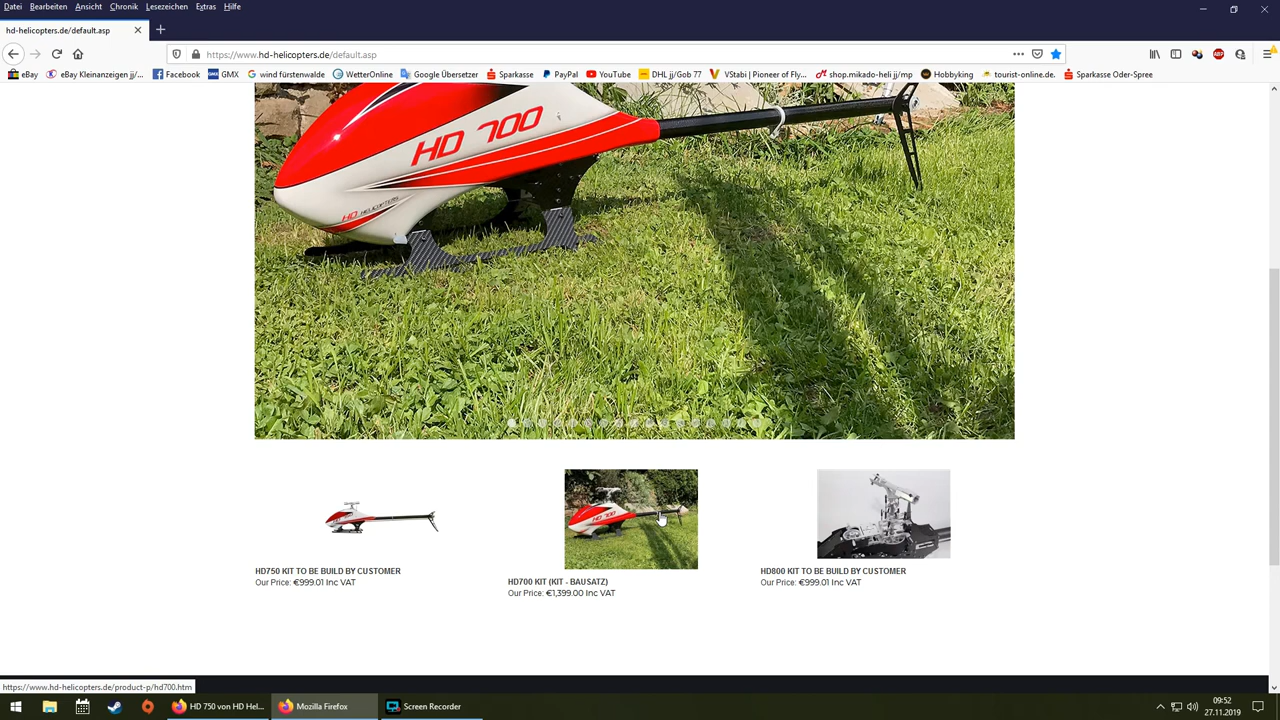 Datei Bearbeiten Ansicht Chronik Lesezeichen Extras Hilfe
hd-helicopters.de/default.asp
https://www.hd-helicopters.de/default.asp
eBay eBay Kleinanzeigen jj/... Facebook GMX wind fürstenwalde WetterOnline Google Übersetzer Sparkasse PayPal YouTube DHL jj/Gob 77 VStabi | Pioneer of Fly... shop.mikado-heli jj/mp Hobbyking tourist-online.de. Sparkasse Oder-Spree
ABP
HD 700
HD HELICOPTERS
HD 700
HD750 KIT TO BE BUILD BY CUSTOMER
Our Price: €999.01 Inc VAT
HD700 KIT (KIT - BAUSATZ)
Our Price: €1,399.00 Inc VAT
HD800 KIT TO BE BUILD BY CUSTOMER
Our Price: €999.01 Inc VAT
https://www.hd-helicopters.de/product-p/hd700.htm
HD 750 von HD Hel... Mozilla Firefox Screen Recorder
09:52
27.11.2019